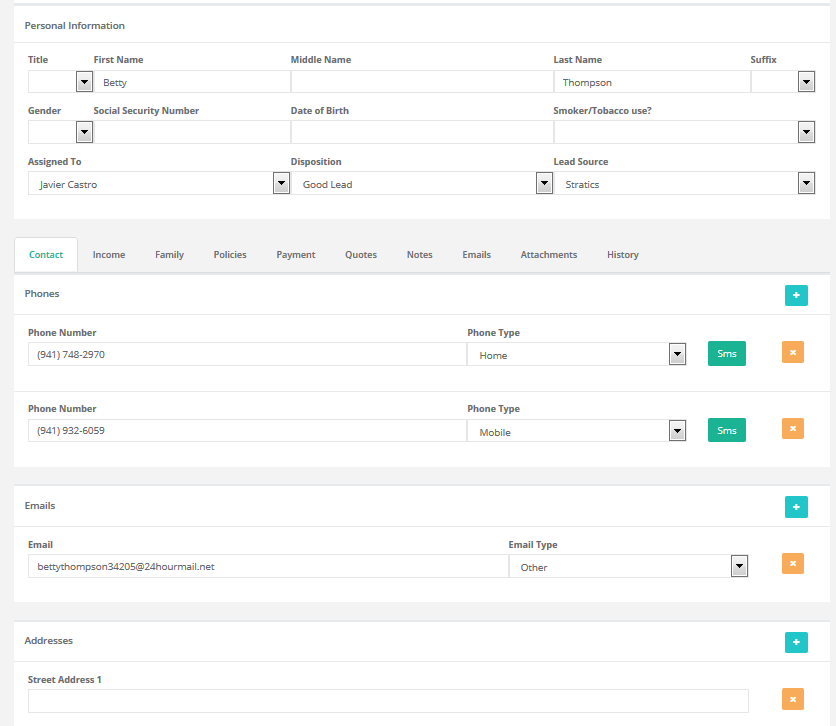 Personal Information
Title First Name Middle Name Last Name Suffix
Betty Thompson
Gender Social Security Number Date of Birth Smoker/Tobacco use?
Assigned To Disposition Lead Source
Javier Castro Good Lead Stratics
Contact Income Family Policies Payment Quotes Notes Emails Attachments History
Phones
Phone Number Phone Type
(941) 748-2970 Home Sms
Phone Number Phone Type
(941) 932-6059 Mobile Sms
Emails
Email Email Type
bettythompson34205@24hourmail.net Other
Addresses
Street Address 1